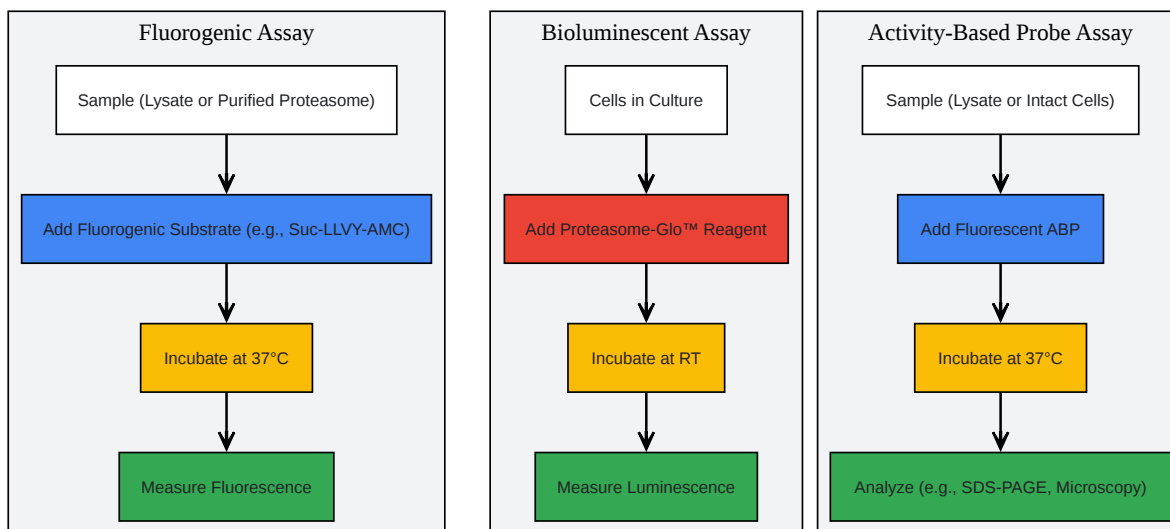 Fluorogenic Assay
Sample (Lysate or Purified Proteasome)
Add Fluorogenic Substrate (e.g., Suc-LLVY-AMC)
Incubate at 37°C
Measure Fluorescence
Bioluminescent Assay
Cells in Culture
Add Proteasome-Glo™ Reagent
Incubate at RT
Measure Luminescence
Activity-Based Probe Assay
Sample (Lysate or Intact Cells)
Add Fluorescent ABP
Incubate at 37°C
Analyze (e.g., SDS-PAGE, Microscopy)